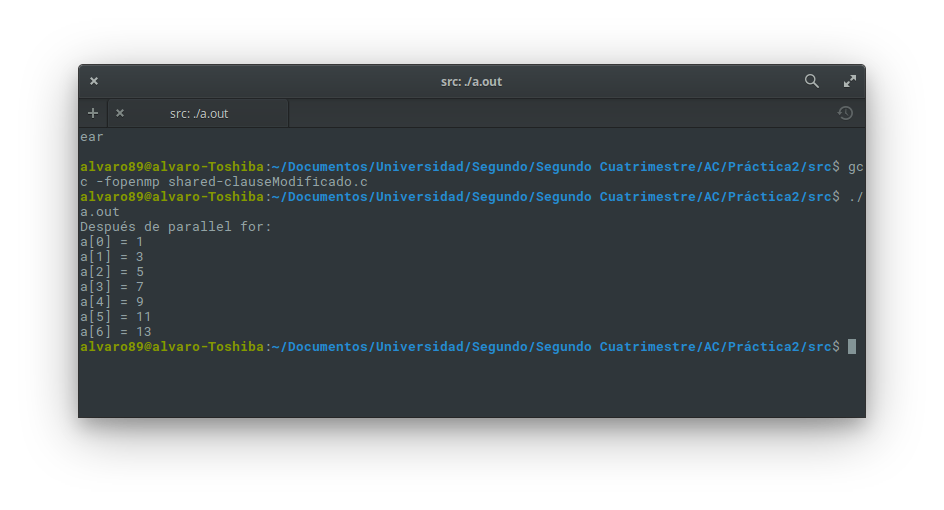 src: ./a.out
src: ./a.out
ear
alvaro89@alvaro-Toshiba:~/Documentos/Universidad/Segundo/Segundo Cuatrimestre/AC/Práctica2/src$ gc
c -fopenmp shared-clauseModificado.c
alvaro89@alvaro-Toshiba:~/Documentos/Universidad/Segundo/Segundo Cuatrimestre/AC/Práctica2/src$ ./
a.out
Después de parallel for:
a[0] = 1
a[1] = 3
a[2] = 5
a[3] = 7
a[4] = 9
a[5] = 11
a[6] = 13
alvaro89@alvaro-Toshiba:~/Documentos/Universidad/Segundo/Segundo Cuatrimestre/AC/Práctica2/src$